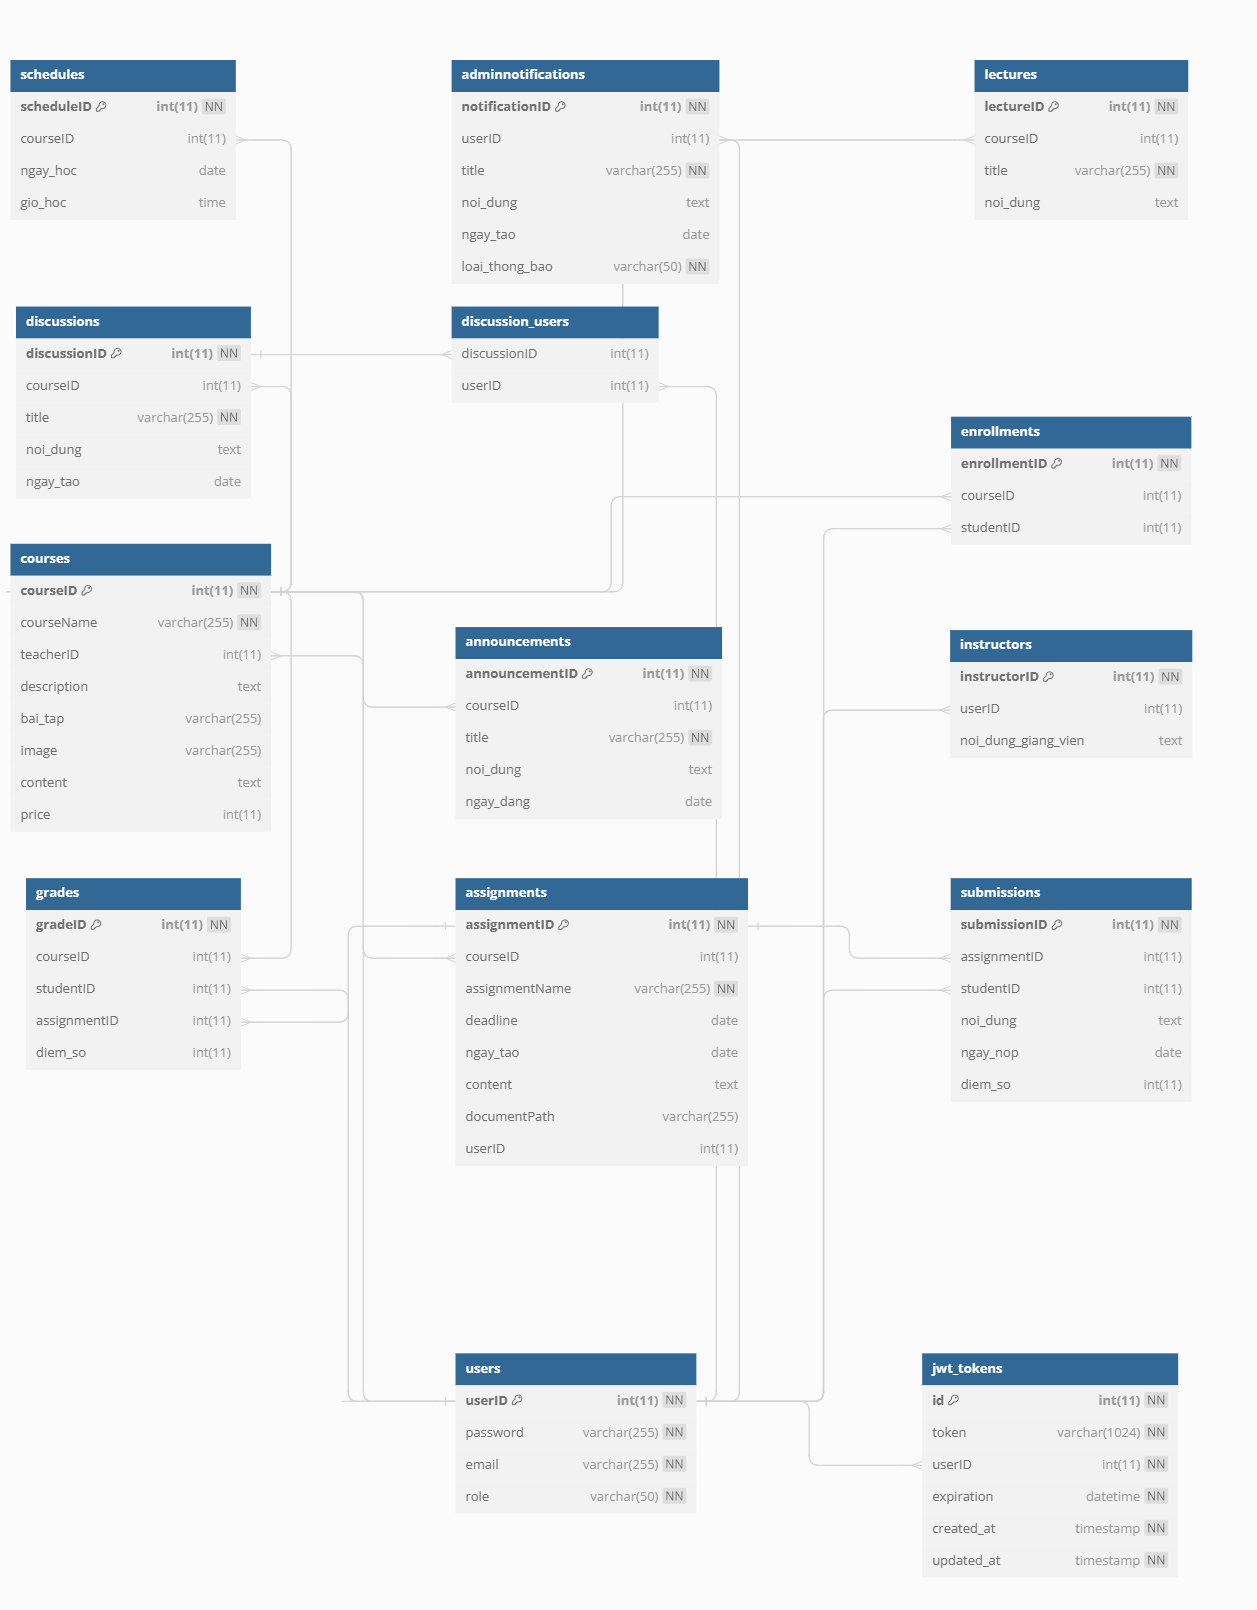 schedules
scheduleID int(11) NN
courseID int(11)
ngay_hoc date
gio_hoc time
adminnotifications
notificationID int(11) NN
userID int(11)
title varchar(255) NN
noi_dung text
ngay_tao date
loai_thong_bao varchar(50) NN
lectures
lectureID int(11) NN
courseID int(11)
title varchar(255) NN
noi_dung text
discussions
discussionID int(11) NN
courseID int(11)
title varchar(255) NN
noi_dung text
ngay_tao date
discussion_users
discussionID int(11)
userID int(11)
enrollments
enrollmentID int(11) NN
courseID int(11)
studentID int(11)
courses
courseID int(11) NN
courseName varchar(255) NN
teacherID int(11)
description text
bai_tap varchar(255)
image varchar(255)
content text
price int(11)
announcements
announcementID int(11) NN
courseID int(11)
title varchar(255) NN
noi_dung text
ngay_dang date
instructors
instructorID int(11) NN
userID int(11)
noi_dung_giang_vien text
grades
gradeID int(11) NN
courseID int(11)
studentID int(11)
assignmentID int(11)
diem_so int(11)
assignments
assignmentID int(11) NN
courseID int(11)
assignmentName varchar(255) NN
deadline date
ngay_tao date
content text
documentPath varchar(255)
userID int(11)
submissions
submissionID int(11) NN
assignmentID int(11)
studentID int(11)
noi_dung text
ngay_nop date
diem_so int(11)
users
userID int(11) NN
password varchar(255) NN
email varchar(255) NN
role varchar(50) NN
jwt_tokens
id int(11) NN
token varchar(1024) NN
userID int(11) NN
expiration datetime NN
created_at timestamp NN
updated_at timestamp NN